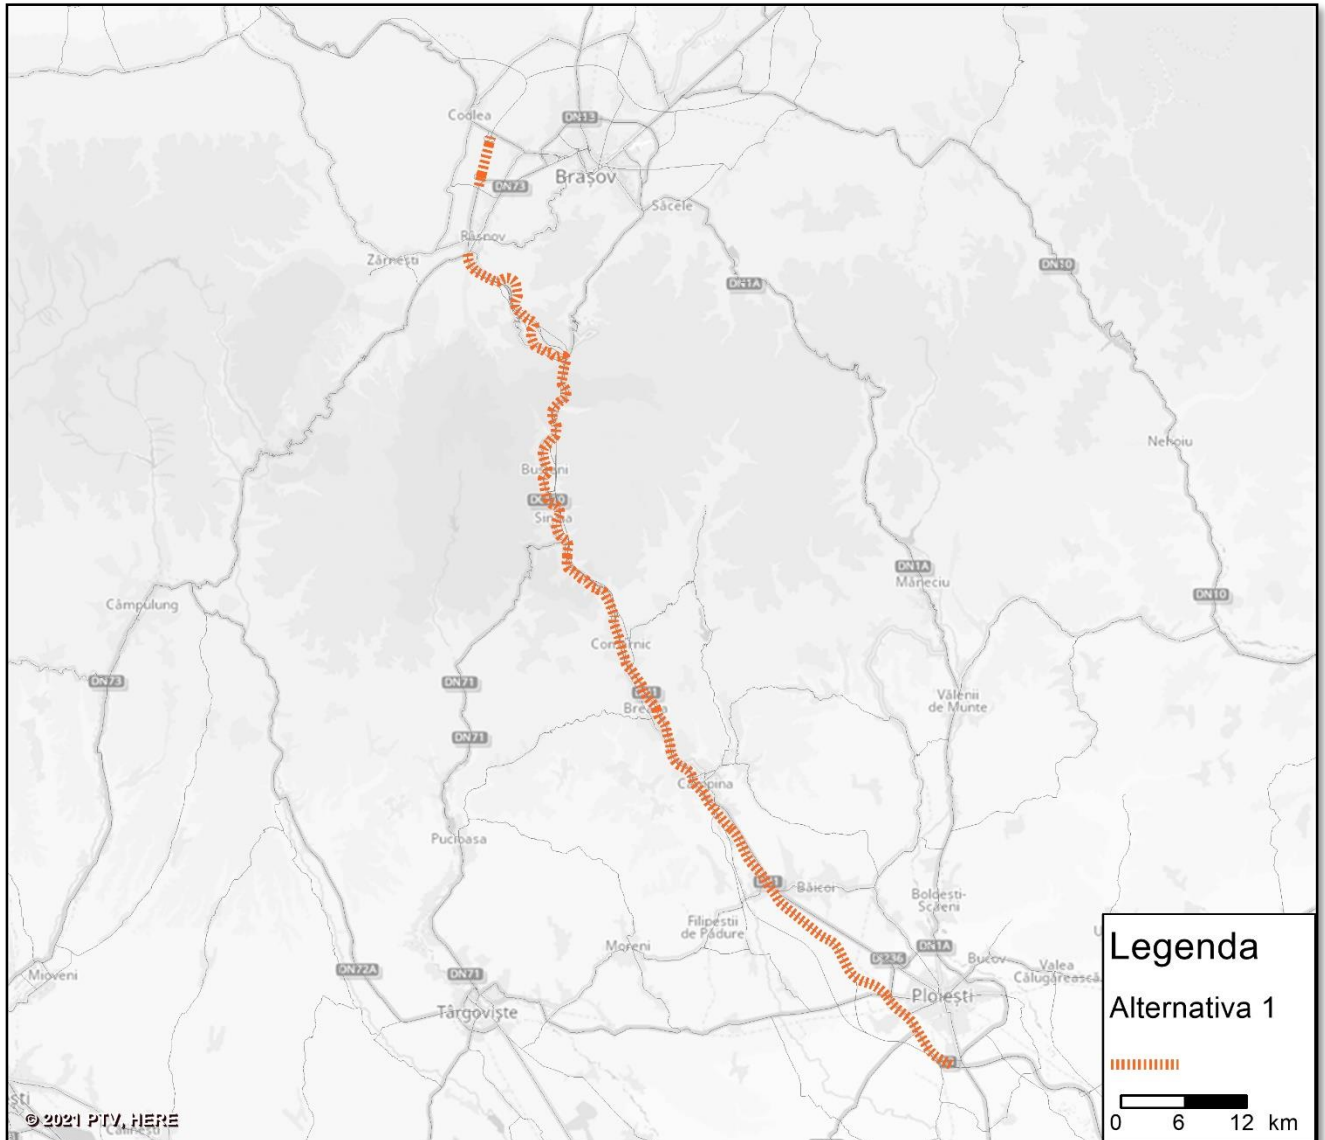 Codlea
DN13
Brașov
DN73
Săcele
Râșnov
Zărnești
DN10
DN1A
Nehoiu
DN1A
Măneciu
DN10
Câmpulung
DN73
DN71
Vălenii
de Munte
DN71
Pucioasa
Băicoi
Boldești-
Scăeni
Filipeștii
de Pădure
Moreni
DN1A
Bucov
Valea
Călugărească
Mioveni
DN72A
DN71
Ploiești
Târgoviște
Legenda
Alternativa 1
0 6 12 km
© 2021 PTV, HERE